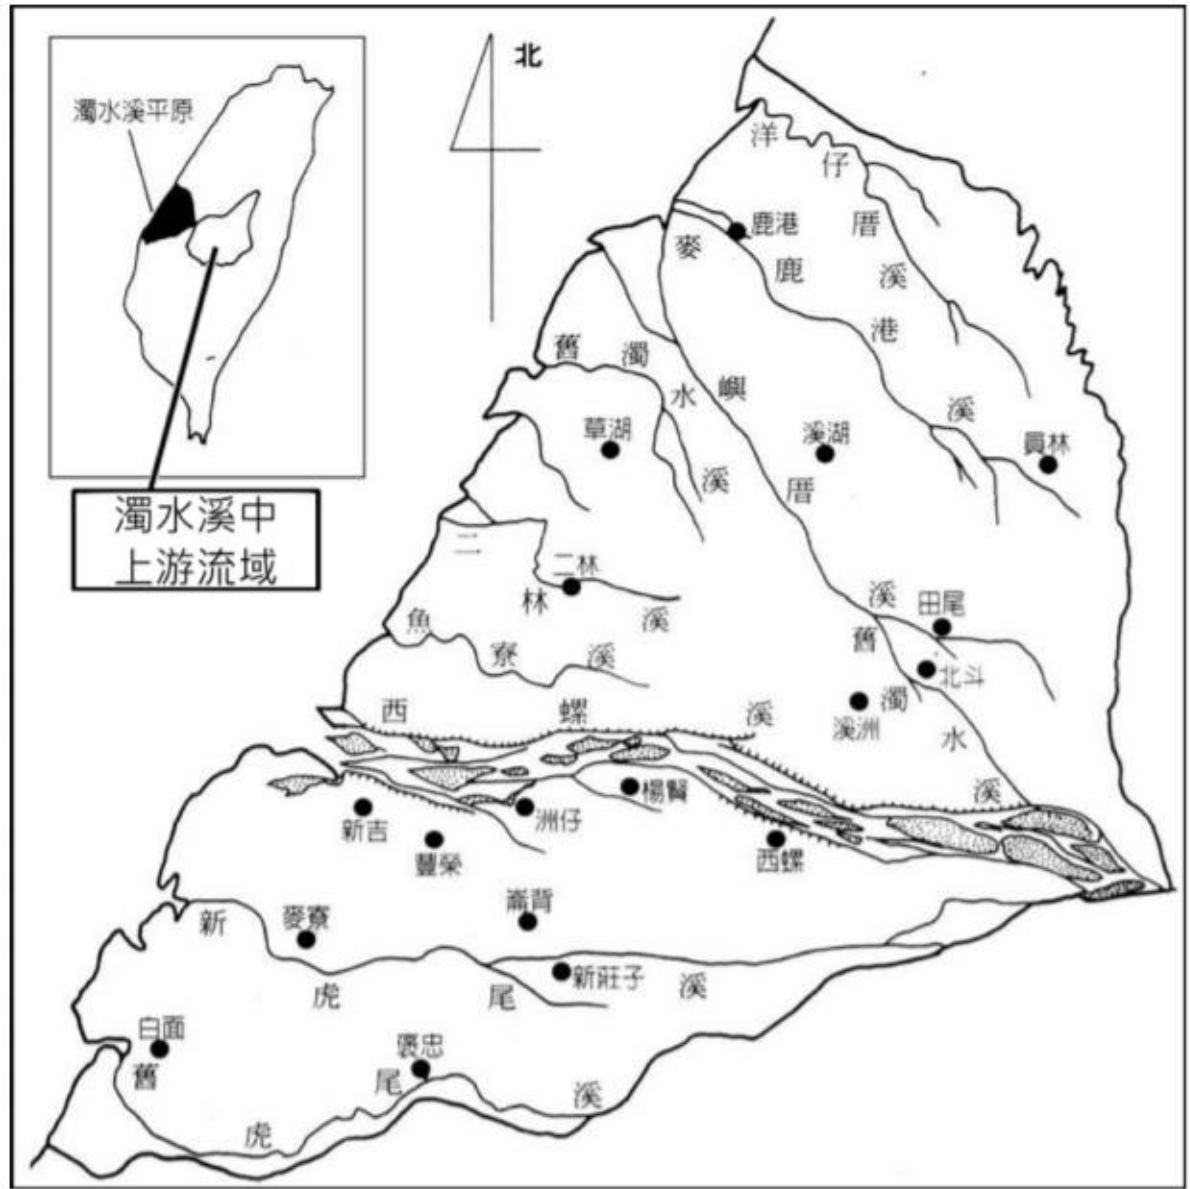 濁水溪平原
北
濁水溪中
上游流域
洋仔厝溪
鹿港
麥嶼厝溪
鹿港溪
舊濁水溪
草湖
溪湖
員林
二林溪
二林
魚寮溪
田尾
北斗
溪洲
舊濁水溪
西螺溪
楊賢
洲仔
新吉
豐榮
西螺
崙背
麥寮
新莊子
新虎尾溪
白面
褒忠
舊虎尾溪